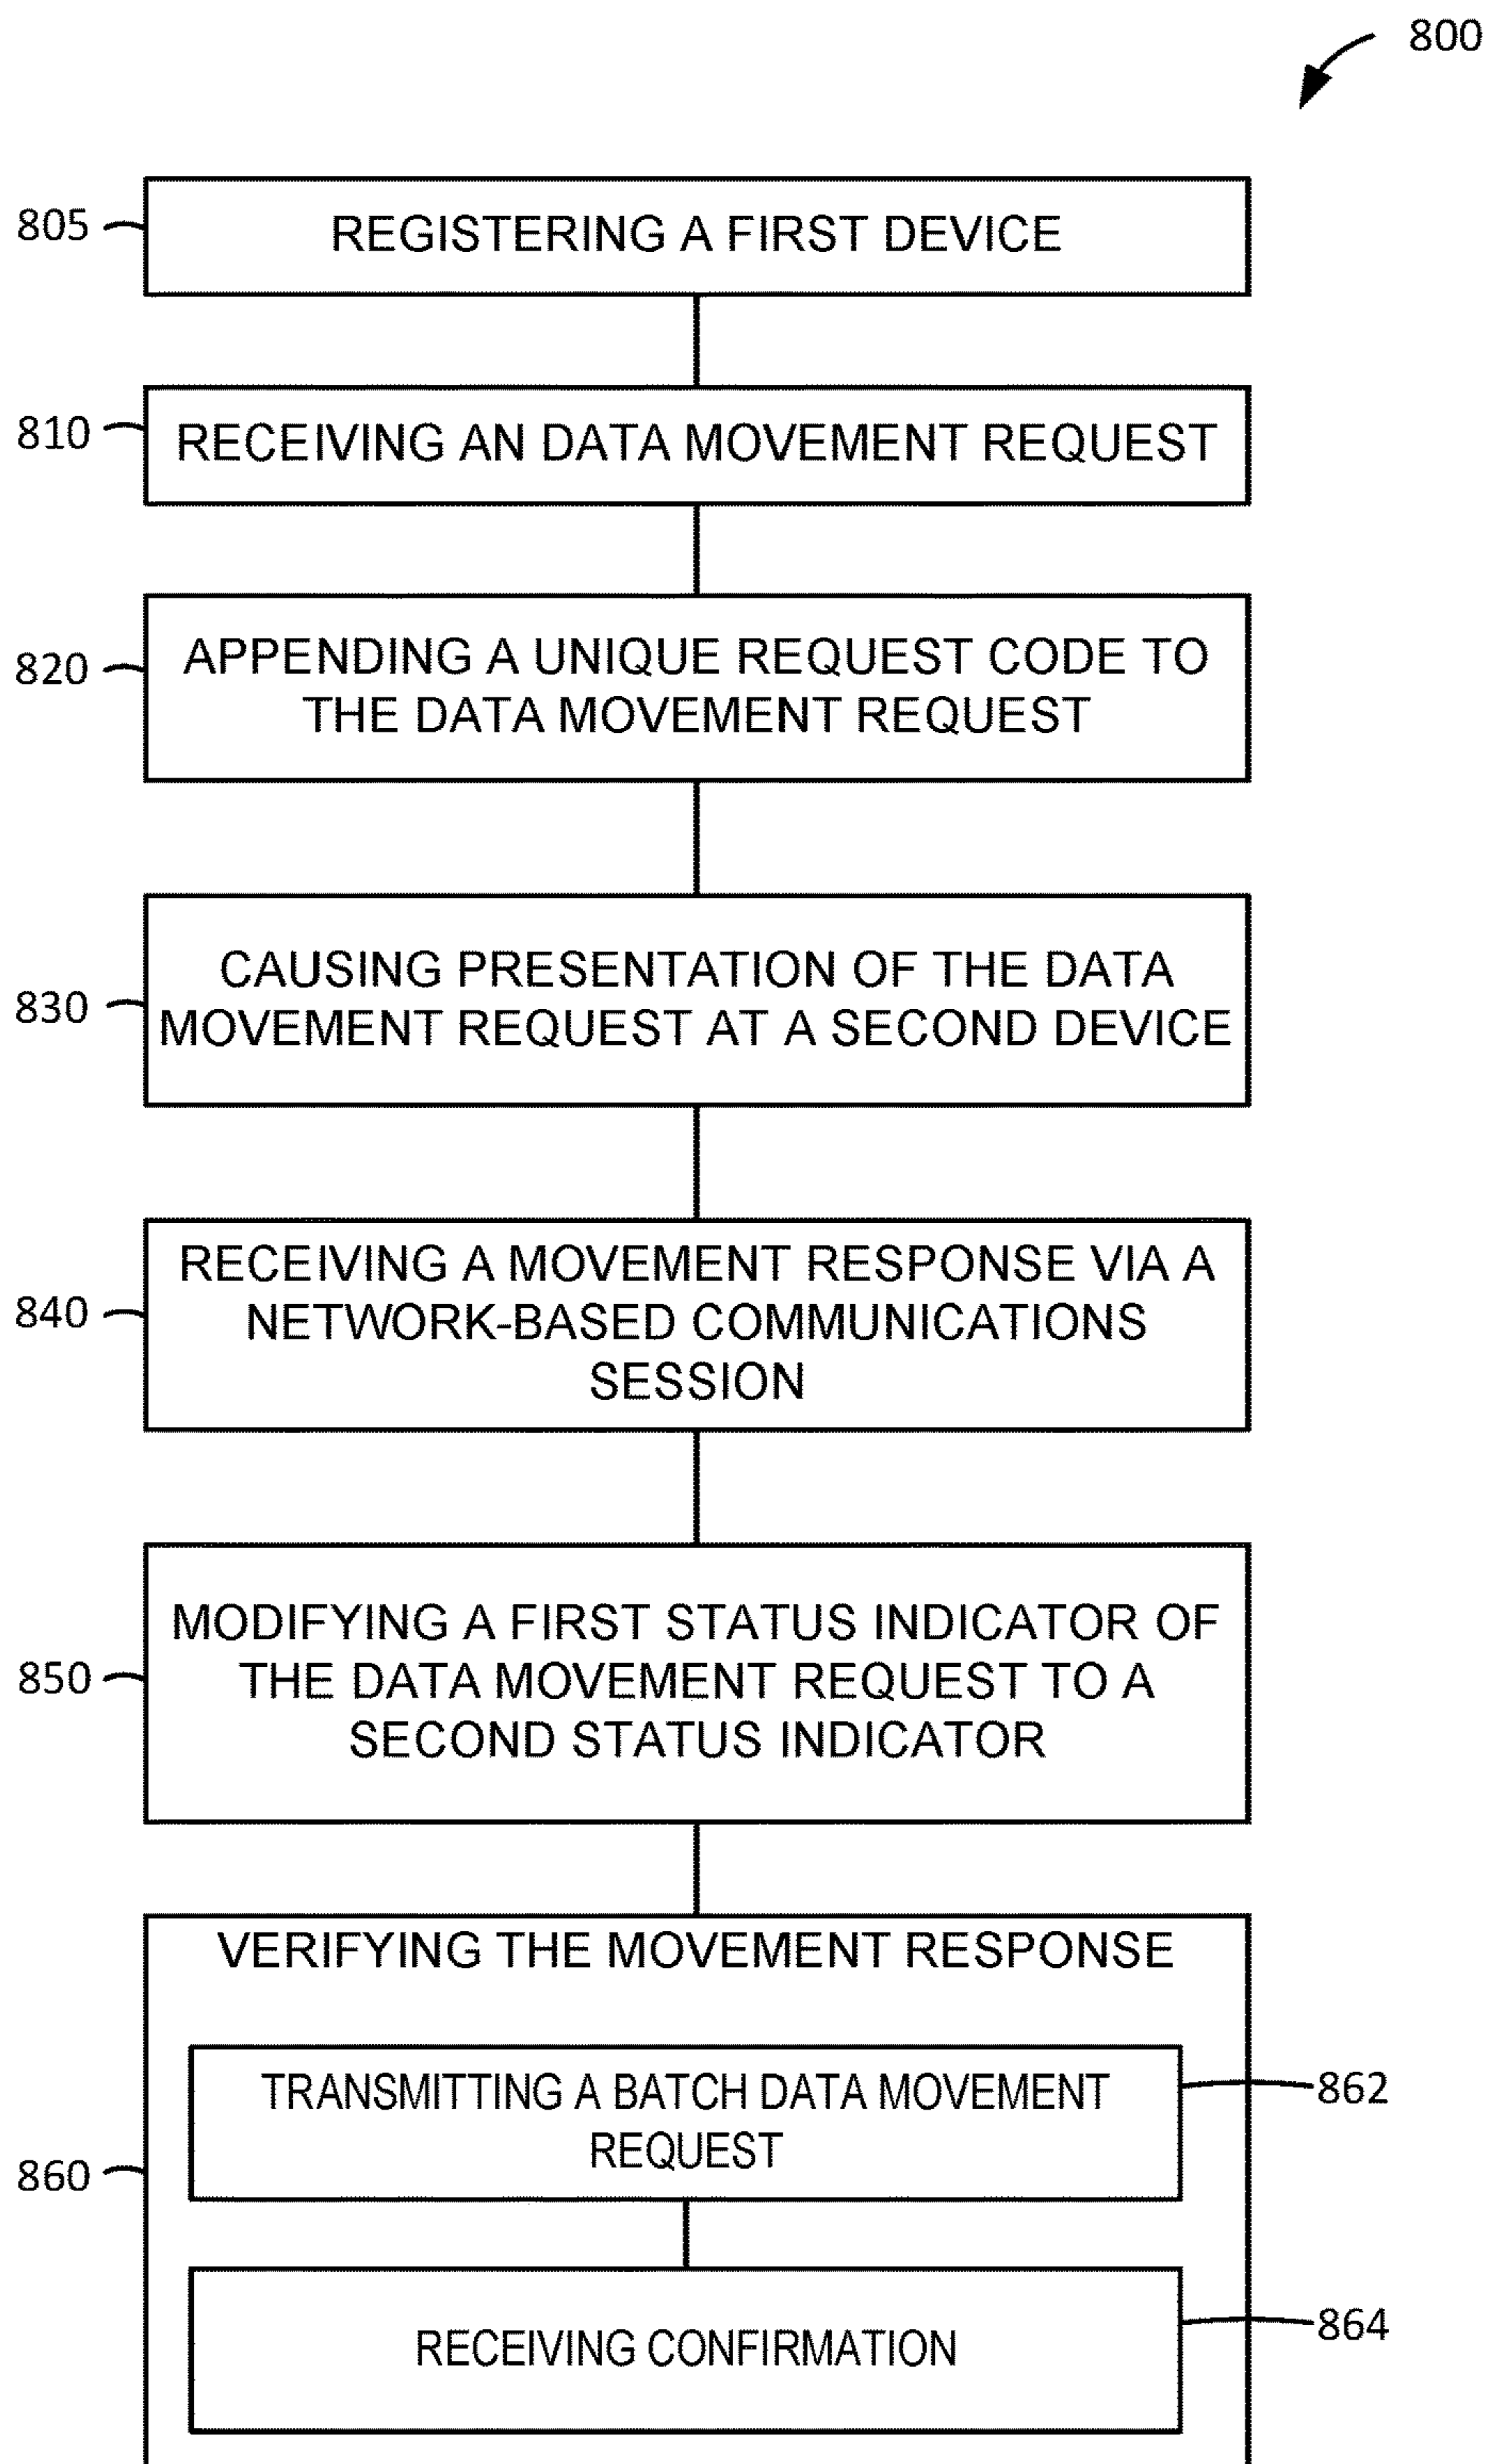 800
805
REGISTERING A FIRST DEVICE
810
RECEIVING AN DATA MOVEMENT REQUEST
820
APPENDING A UNIQUE REQUEST CODE TO
THE DATA MOVEMENT REQUEST
830
CAUSING PRESENTATION OF THE DATA
MOVEMENT REQUEST AT A SECOND DEVICE
840
RECEIVING A MOVEMENT RESPONSE VIA A
NETWORK-BASED COMMUNICATIONS
SESSION
850
MODIFYING A FIRST STATUS INDICATOR OF
THE DATA MOVEMENT REQUEST TO A
SECOND STATUS INDICATOR
860
VERIFYING THE MOVEMENT RESPONSE
TRANSMITTING A BATCH DATA MOVEMENT
REQUEST
862
RECEIVING CONFIRMATION
864